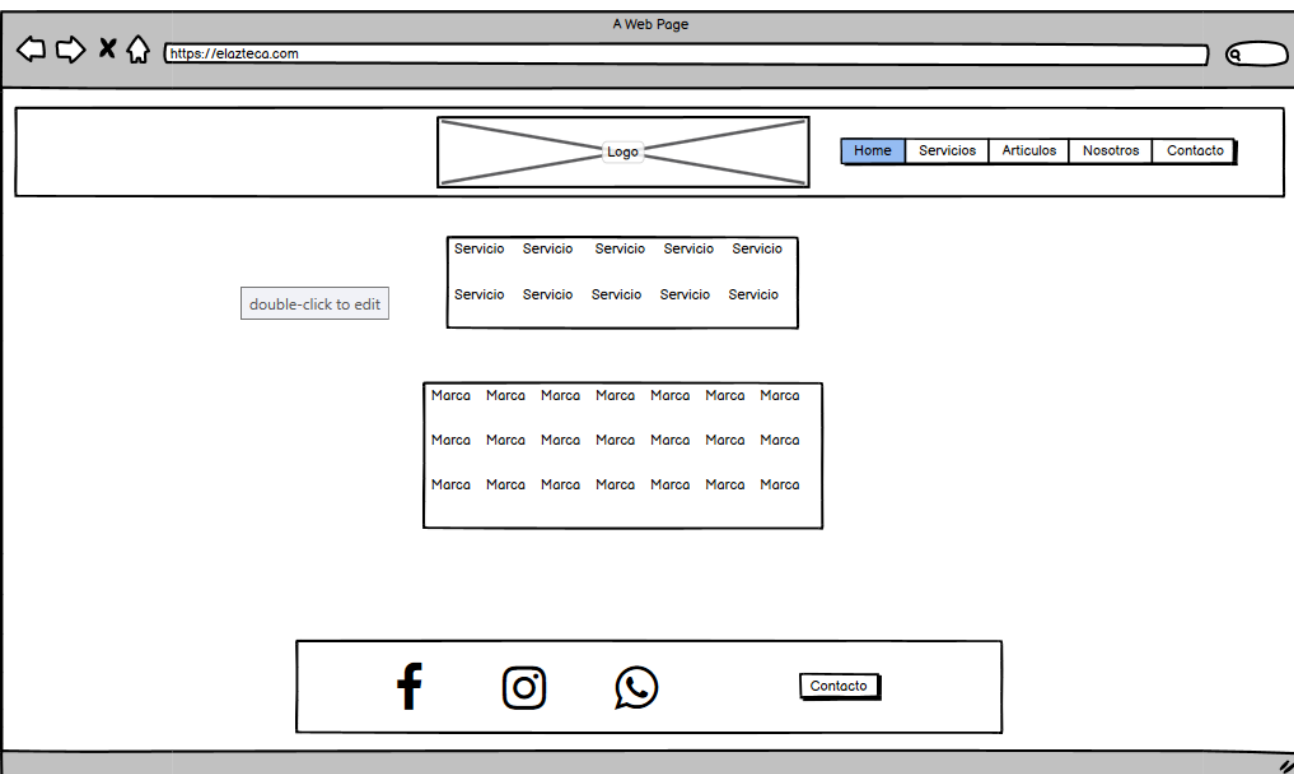 A Web Page
https://elazteca.com
Logo
Home Servicios Articulos Nosotros Contacto
Servicio Servicio Servicio Servicio Servicio
double-click to edit
Servicio Servicio Servicio Servicio Servicio
Marca Marca Marca Marca Marca Marca Marca
Marca Marca Marca Marca Marca Marca Marca
Marca Marca Marca Marca Marca Marca Marca
Contacto